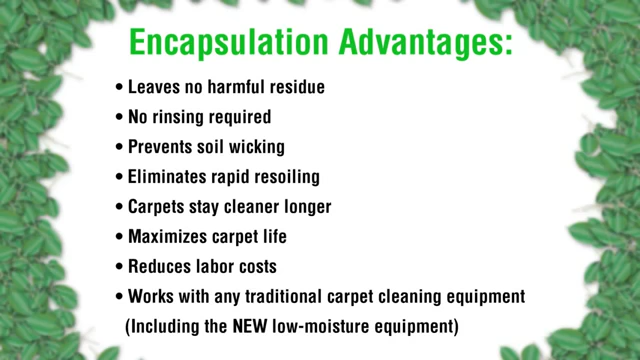 Encapsulation Advantages:
• Leaves no harmful residue
• No rinsing required
• Prevents soil wicking
• Eliminates rapid resoiling
• Carpets stay cleaner longer
• Maximizes carpet life
• Reduces labor costs
• Works with any traditional carpet cleaning equipment
(Including the NEW low-moisture equipment)